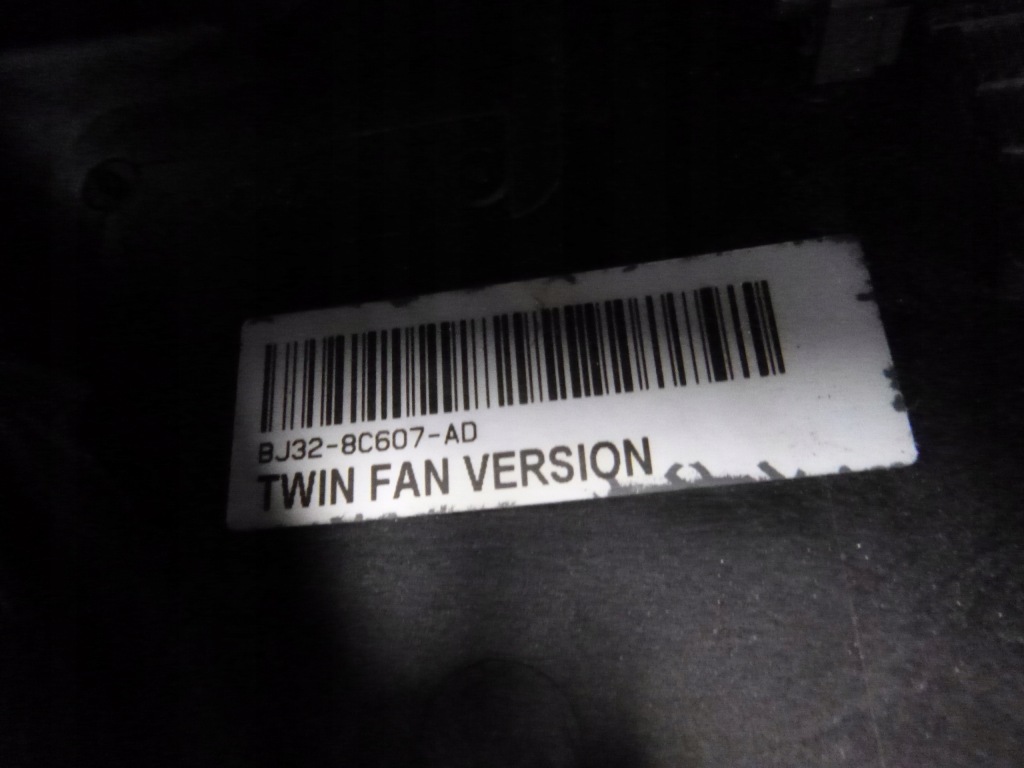 BJ32-8C607-AD
TWIN FAN VERSION